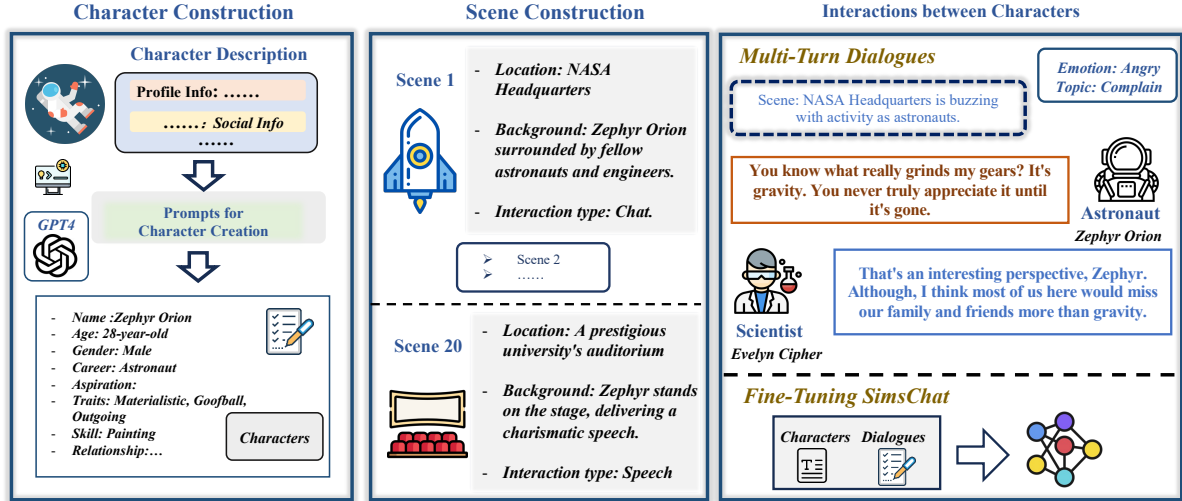 Character Construction
Character Description
Profile Info: ……
……: Social Info
……
GPT4
Prompts for
Character Creation
- Name :Zephyr Orion
- Age: 28-year-old
- Gender: Male
- Career: Astronaut
- Aspiration:
- Traits: Materialistic, Goofball,
Outgoing
- Skill: Painting
- Relationship:…
Characters
Scene Construction
Scene 1
- Location: NASA
Headquarters
- Background: Zephyr Orion
surrounded by fellow
astronauts and engineers.
- Interaction type: Chat.
➢ Scene 2
➢ ……
Scene 20
- Location: A prestigious
university's auditorium
- Background: Zephyr stands
on the stage, delivering a
charismatic speech.
- Interaction type: Speech
Interactions between Characters
Multi-Turn Dialogues
Emotion: Angry
Topic: Complain
Scene: NASA Headquarters is buzzing
with activity as astronauts.
You know what really grinds my gears? It's
gravity. You never truly appreciate it until
it's gone.
Astronaut
Zephyr Orion
That's an interesting perspective, Zephyr.
Although, I think most of us here would miss
our family and friends more than gravity.
Scientist
Evelyn Cipher
Fine-Tuning SimsChat
Characters
Dialogues
T